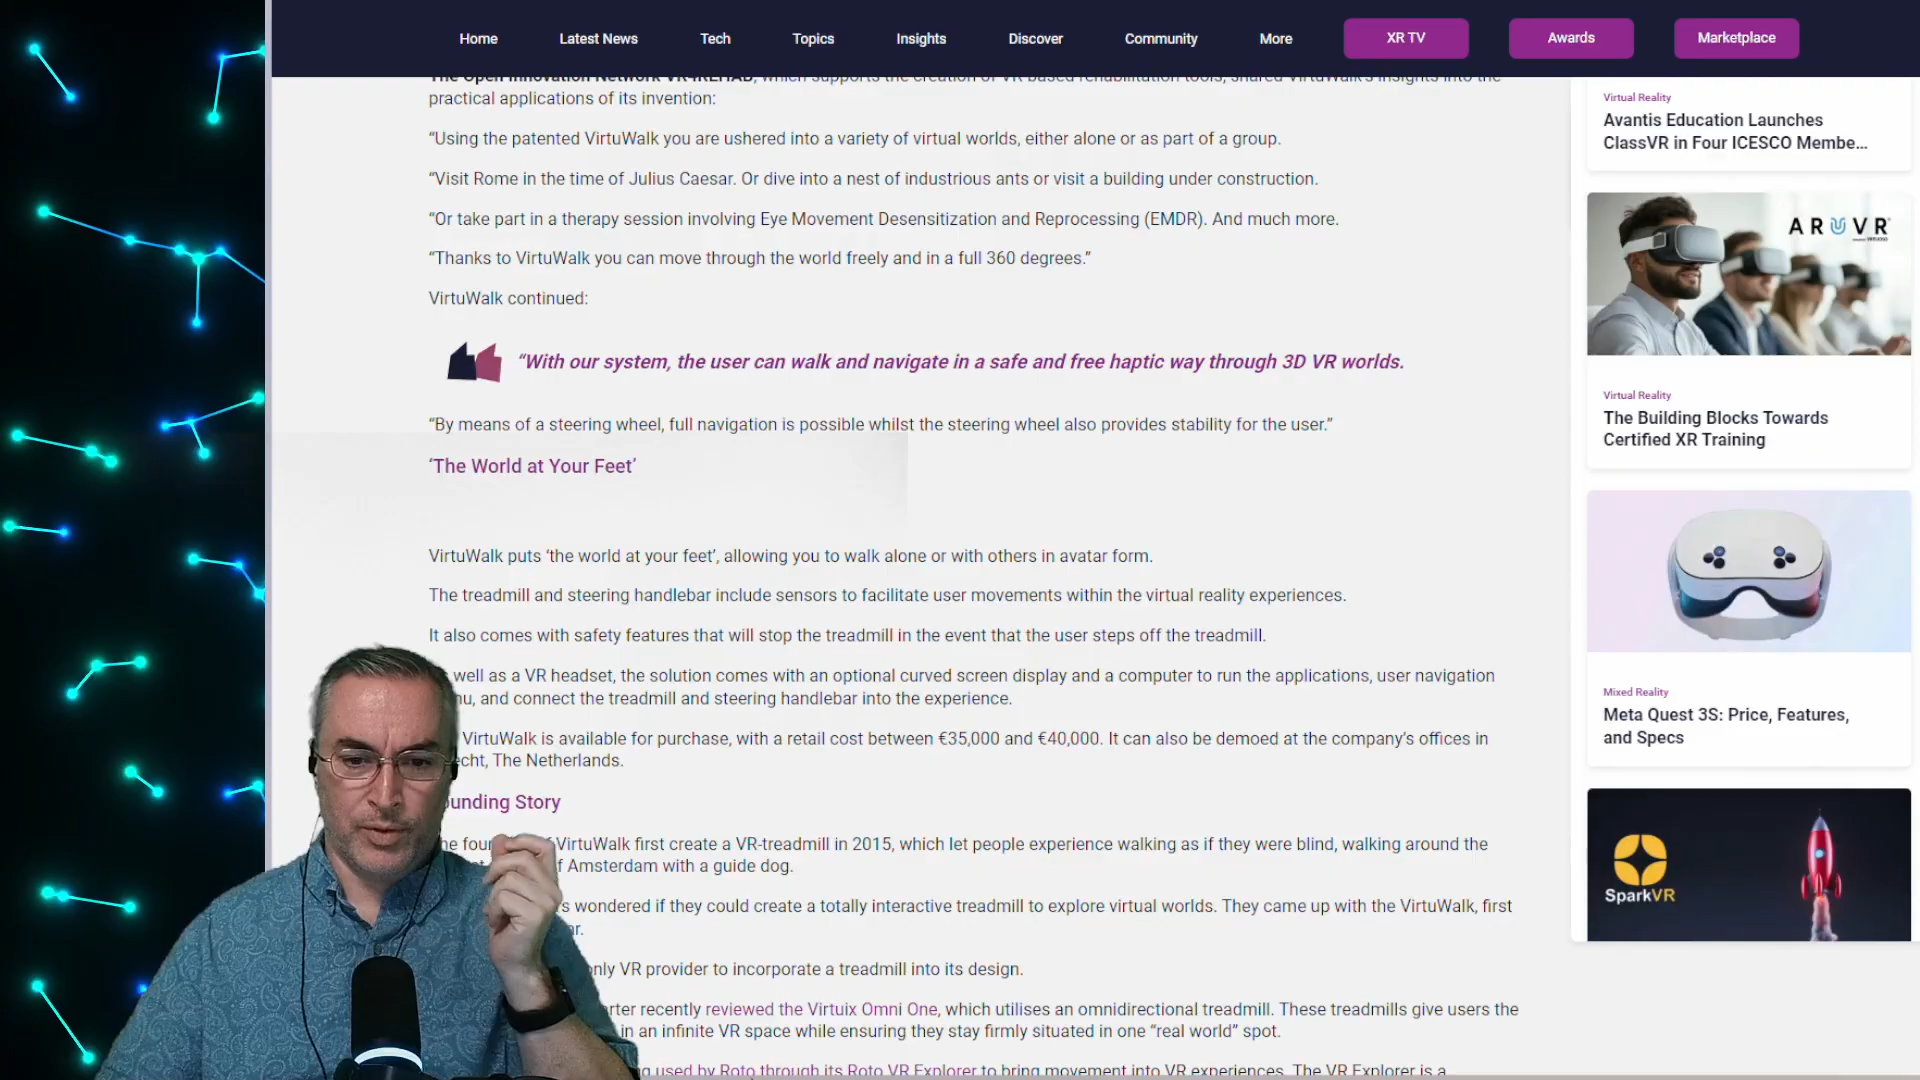 Home Latest News Tech Topics Insights Discover Community More XR TV Awards Marketplace
The Open Innovation Network VR4REHAB, which supports the creation of VR-based rehabilitation tools, shared VirtuWalk's insights into the
practical applications of its invention:
“Using the patented VirtuWalk you are ushered into a variety of virtual worlds, either alone or as part of a group.
“Visit Rome in the time of Julius Caesar. Or dive into a nest of industrious ants or visit a building under construction.
“Or take part in a therapy session involving Eye Movement Desensitization and Reprocessing (EMDR). And much more.
“Thanks to VirtuWalk you can move through the world freely and in a full 360 degrees.”
VirtuWalk continued:
“With our system, the user can walk and navigate in a safe and free haptic way through 3D VR worlds.
“By means of a steering wheel, full navigation is possible whilst the steering wheel also provides stability for the user.”
‘The World at Your Feet’
VirtuWalk puts ‘the world at your feet’, allowing you to walk alone or with others in avatar form.
The treadmill and steering handlebar include sensors to facilitate user movements within the virtual reality experiences.
It also comes with safety features that will stop the treadmill in the event that the user steps off the treadmill.
well as a VR headset, the solution comes with an optional curved screen display and a computer to run the applications, user navigation
nu, and connect the treadmill and steering handlebar into the experience.
VirtuWalk is available for purchase, with a retail cost between €35,000 and €40,000. It can also be demoed at the company’s offices in
echt, The Netherlands.
ounding Story
he four VirtuWalk first create a VR-treadmill in 2015, which let people experience walking as if they were blind, walking around the
f Amsterdam with a guide dog.
s wondered if they could create a totally interactive treadmill to explore virtual worlds. They came up with the VirtuWalk, first
ar.
only VR provider to incorporate a treadmill into its design.
rter recently reviewed the Virtuix Omni One, which utilises an omnidirectional treadmill. These treadmills give users the
in an infinite VR space while ensuring they stay firmly situated in one “real world” spot.
g used by Roto through its Roto VR Explorer to bring movement into VR experiences. The VR Explorer is a
Virtual Reality
Avantis Education Launches
ClassVR in Four ICESCO Membe...
ARUVR
Virtual Reality
The Building Blocks Towards
Certified XR Training
Mixed Reality
Meta Quest 3S: Price, Features,
and Specs
SparkVR